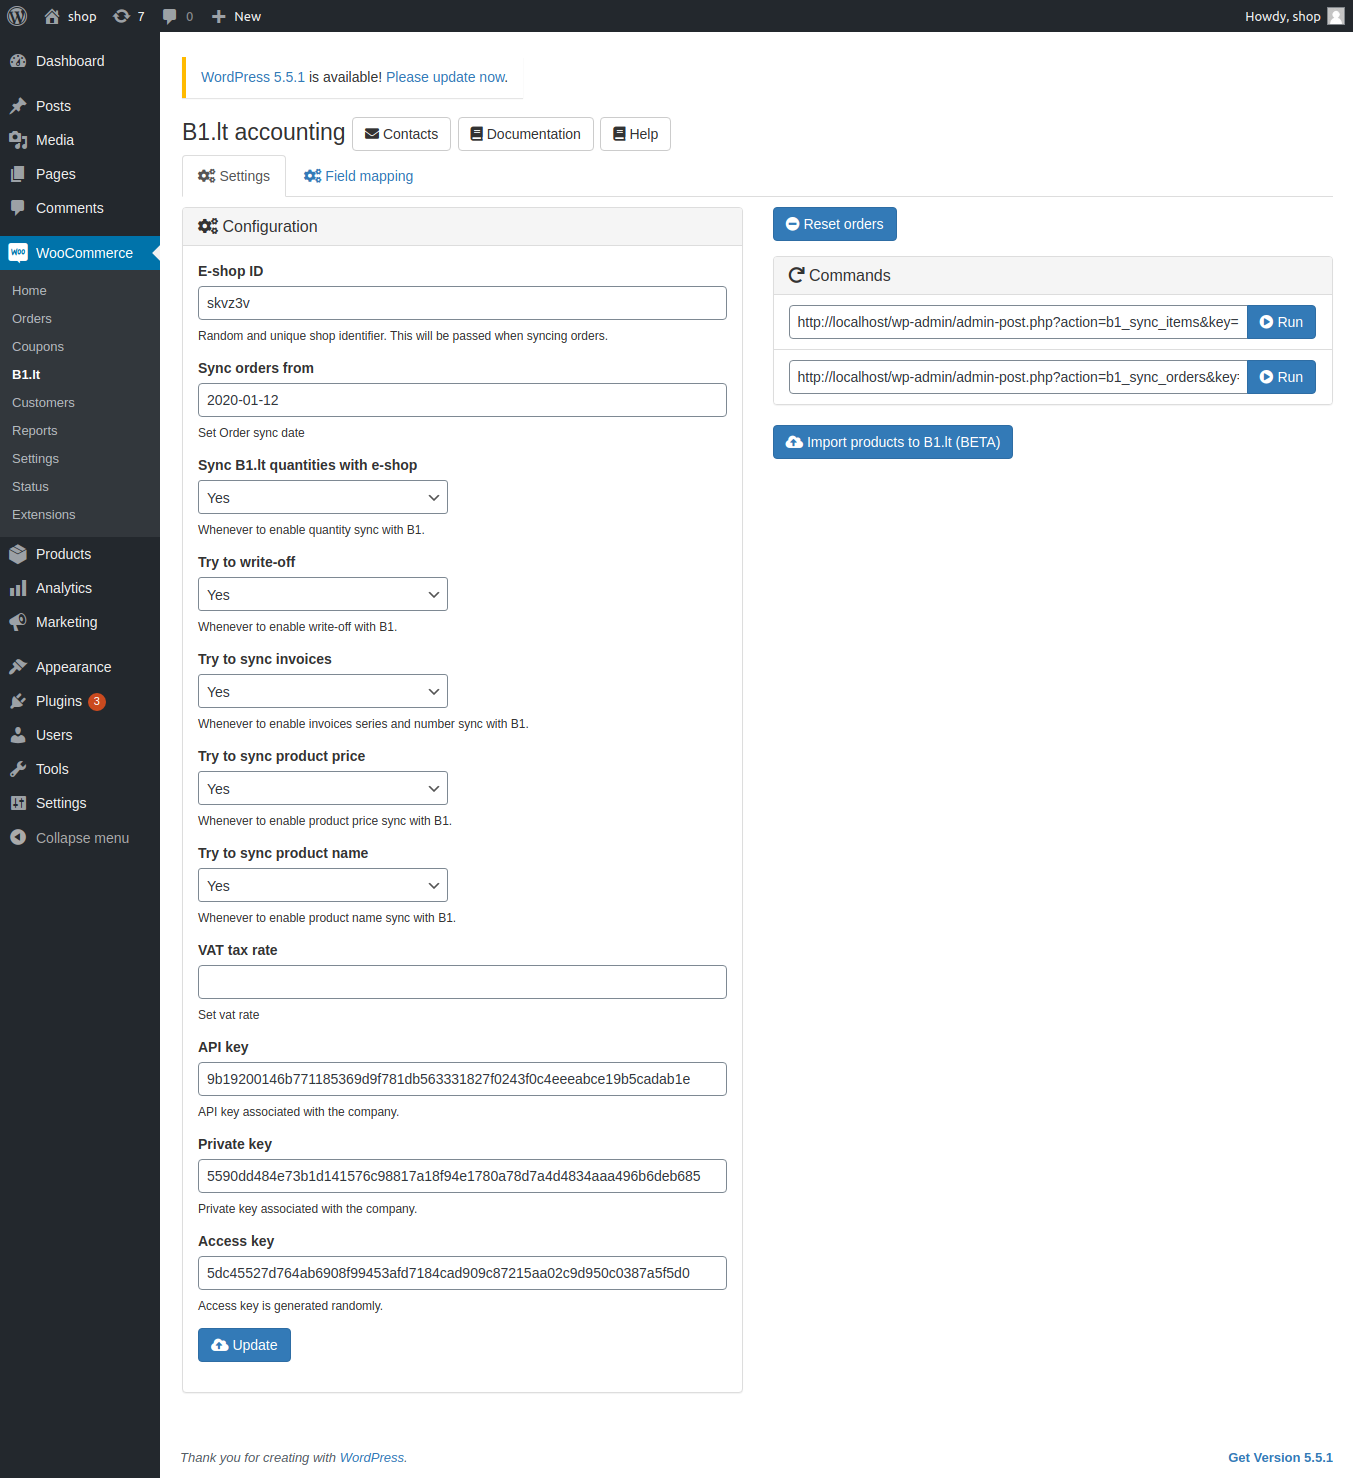 shop
7
0
New
Howdy, shop
Dashboard
Posts
Media
Pages
Comments
WooCommerce
Home
Orders
Coupons
B1.lt
Customers
Reports
Settings
Status
Extensions
Products
Analytics
Marketing
Appearance
Plugins 3
Users
Tools
Settings
Collapse menu
WordPress 5.5.1 is available! Please update now.
B1.lt accounting
Contacts
Documentation
Help
Settings
Field mapping
Configuration
E-shop ID
skvz3v
Random and unique shop identifier. This will be passed when syncing orders.
Sync orders from
2020-01-12
Set Order sync date
Sync B1.lt quantities with e-shop
Yes
Whenever to enable quantity sync with B1.
Try to write-off
Yes
Whenever to enable write-off with B1.
Try to sync invoices
Yes
Whenever to enable invoices series and number sync with B1.
Try to sync product price
Yes
Whenever to enable product price sync with B1.
Try to sync product name
Yes
Whenever to enable product name sync with B1.
VAT tax rate
Set vat rate
API key
9b19200146b771185369d9f781db563331827f0243f0c4eeeabce19b5cadab1e
API key associated with the company.
Private key
5590dd484e73b1d141576c98817a18f94e1780a78d7a4d4834aaa496b6deb685
Private key associated with the company.
Access key
5dc45527d764ab6908f99453afd7184cad909c87215aa02c9d950c0387a5f5d0
Access key is generated randomly.
Update
Reset orders
Commands
http://localhost/wp-admin/admin-post.php?action=b1_sync_items&key=
Run
http://localhost/wp-admin/admin-post.php?action=b1_sync_orders&key=
Run
Import products to B1.lt (BETA)
Thank you for creating with WordPress.
Get Version 5.5.1